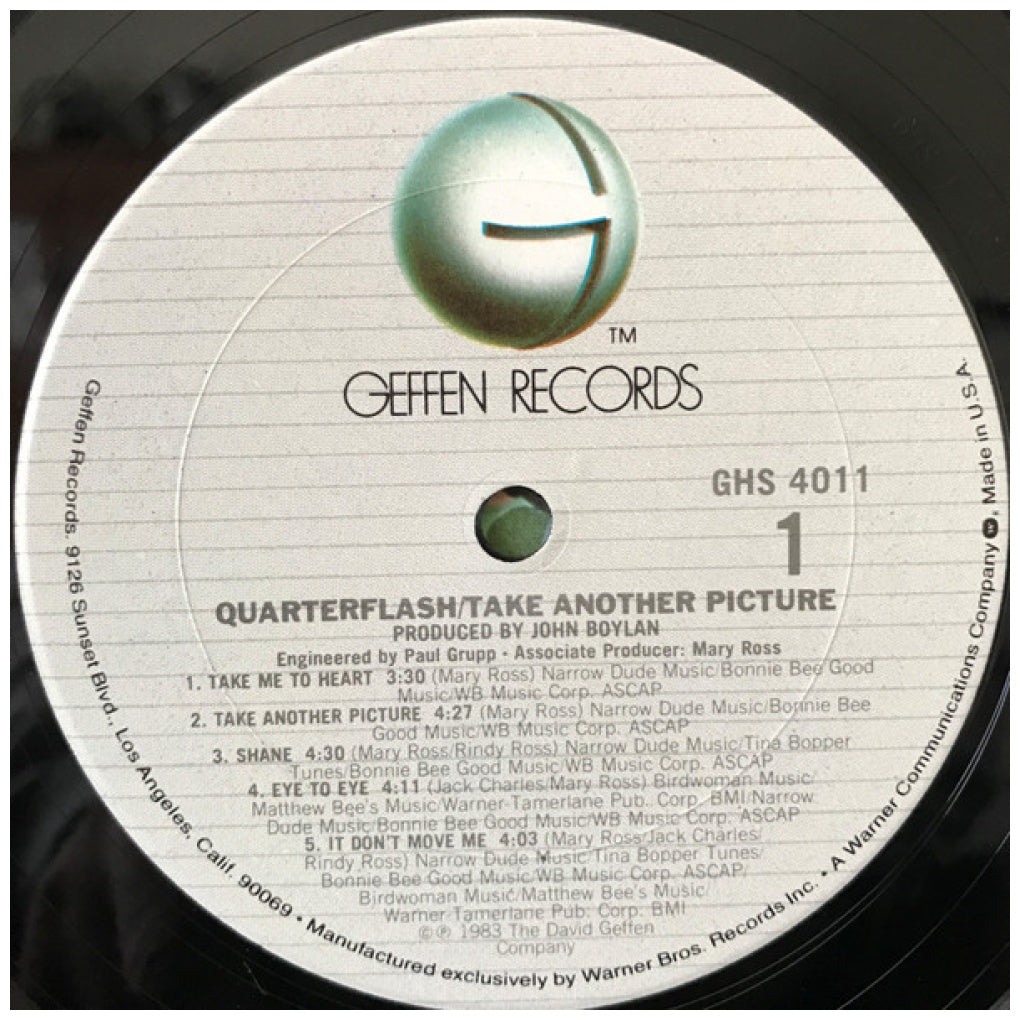 TM
GEFFEN RECORDS
GHS 4011
1
QUARTERFLASH/TAKE ANOTHER PICTURE
PRODUCED BY JOHN BOYLAN
Engineered by Paul Grupp • Associate Producer: Mary Ross
1. TAKE ME TO HEART 3:30 (Mary Ross) Narrow Dude Music/Bonnie Bee Good
Music/WB Music Corp. ASCAP
2. TAKE ANOTHER PICTURE 4:27 (Mary Ross) Narrow Dude Music/Bonnie Bee
Good Music/WB Music Corp. ASCAP
3. SHANE 4:30 (Mary Ross/Rindy Ross) Narrow Dude Music/Tina Bopper
Tunes/Bonnie Bee Good Music/WB Music Corp. ASCAP
4. EYE TO EYE 4:11 (Jack Charles/Mary Ross) Birdwoman Music/
Matthew Bee's Music/Warner-Tamerlane Pub. Corp. BMI/Narrow
Dude Music/Bonnie Bee Good Music/WB Music Corp. ASCAP
5. IT DON'T MOVE ME 4:03 (Mary Ross/Jack Charles/
Rindy Ross) Narrow Dude Music/Tina Bopper Tunes/
Bonnie Bee Good Music/WB Music Corp. ASCAP/
Birdwoman Music/Matthew Bee's Music/
Warner-Tamerlane Pub. Corp. BMI
© ℗ 1983 The David Geffen
Company
Geffen Records. 9126 Sunset Blvd., Los Angeles, Calif. 90069 • Manufactured exclusively by Warner Bros. Records Inc. • A Warner Communications Company W, Made in U.S.A.